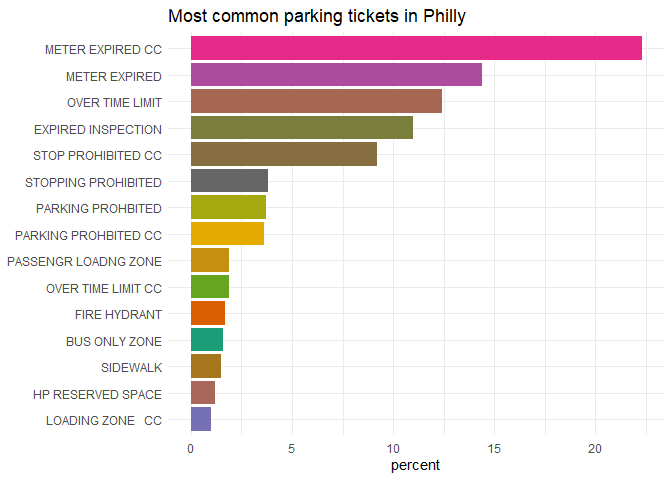 Most common parking tickets in Philly
METER EXPIRED CC
METER EXPIRED
OVER TIME LIMIT
EXPIRED INSPECTION
STOP PROHIBITED CC
STOPPING PROHIBITED
PARKING PROHBITED
PARKING PROHBITED CC
PASSENGR LOADNG ZONE
OVER TIME LIMIT CC
FIRE HYDRANT
BUS ONLY ZONE
SIDEWALK
HP RESERVED SPACE
LOADING ZONE   CC
0 5 10 15 20
percent